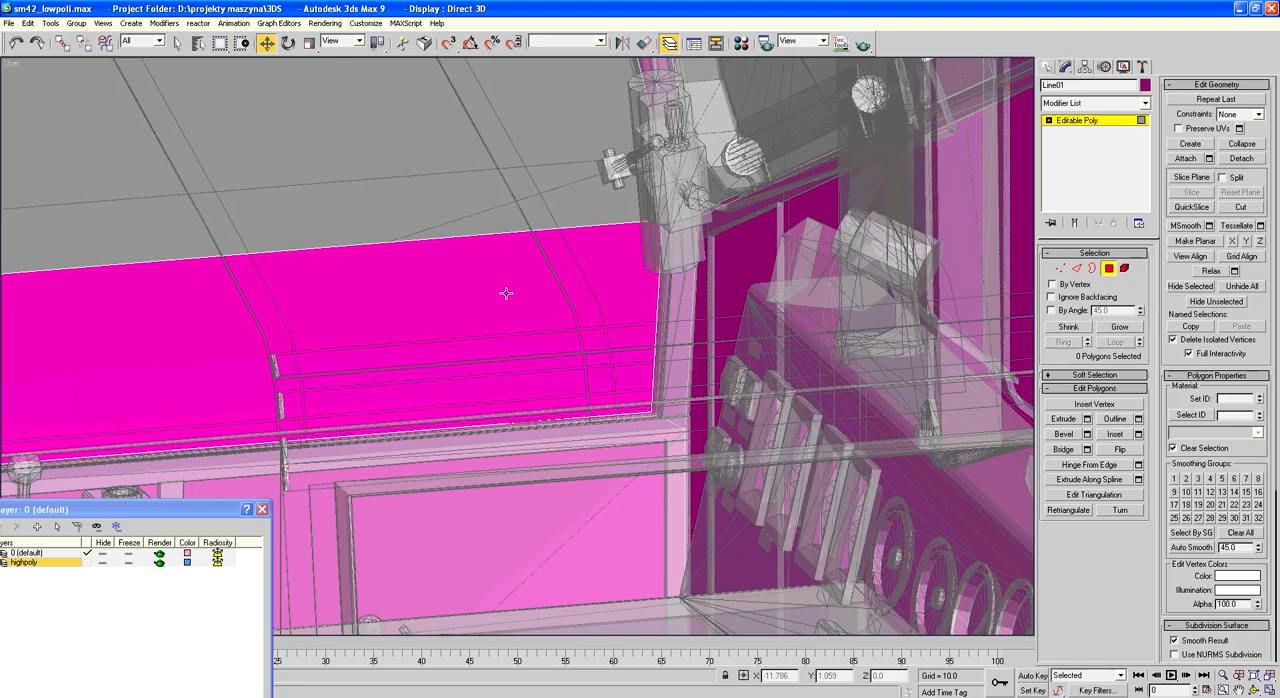 sm42_lowpoli.max - Project Folder: D:\projekty maszyna\3DS - Autodesk 3ds Max 9 - Display : Direct 3D
File Edit Tools Group Views Create Modifiers reactor Animation Graph Editors Rendering Customize MAXScript Help
All View View
User
Line01
Modifier List
Editable Poly
Selection
By Vertex
Ignore Backfacing
By Angle: 45.0
Shrink Grow
Ring Loop
0 Polygons Selected
Soft Selection
Edit Polygons
Insert Vertex
Extrude Outline
Bevel Inset
Bridge Flip
Hinge From Edge
Extrude Along Spline
Edit Triangulation
Retriangulate Turn
Edit Geometry
Repeat Last
Constraints: None
Preserve UVs
Create Collapse
Attach Detach
Slice Plane Split
Slice Reset Plane
QuickSlice Cut
MSmooth Tessellate
Make Planar X Y Z
View Align Grid Align
Relax
Hide Selected Unhide All
Hide Unselected
Named Selections:
Copy Paste
Delete Isolated Vertices
Full Interactivity
Polygon Properties
Material:
Set ID:
Select ID
Clear Selection
Smoothing Groups:
1 2 3 4 5 6 7 8
9 10 11 12 13 14 15 16
17 18 19 20 21 22 23 24
25 26 27 28 29 30 31 32
Select By SG Clear All
Auto Smooth 45.0
Edit Vertex Colors
Color:
Illumination:
Alpha: 100.0
Subdivision Surface
Smooth Result
Use NURMS Subdivision
ayer: 0 (default)
yers Hide Freeze Render Color Radiosity
0 (default)
highpoly
25 30 35 40 45 50 55 60 65 70 75 80 85 90 95 100
X: -11.786 Y: 1.059 Z: 0.0 Grid = 10.0 Auto Key Selected
Add Time Tag Set Key Key Filters...